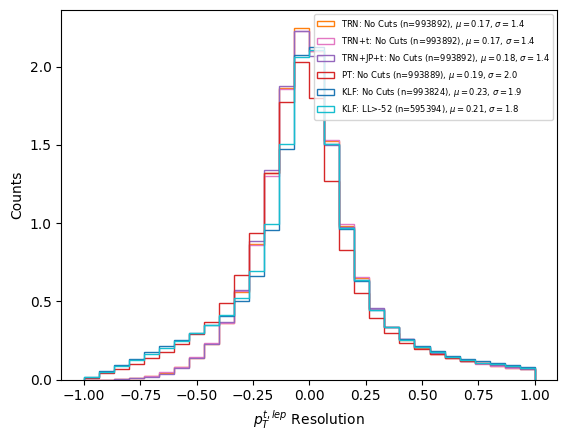 TRN: No Cuts (n=993892), μ = 0.17, σ = 1.4
TRN+t: No Cuts (n=993892), μ = 0.17, σ = 1.4
TRN+JP+t: No Cuts (n=993892), μ = 0.18, σ = 1.4
PT: No Cuts (n=993889), μ = 0.19, σ = 2.0
KLF: No Cuts (n=993824), μ = 0.23, σ = 1.9
KLF: LL>-52 (n=595394), μ = 0.21, σ = 1.8
Counts
2.0
1.5
1.0
0.5
0.0
−1.00 −0.75 −0.50 −0.25 0.00 0.25 0.50 0.75 1.00
p_T^{t, lep} Resolution